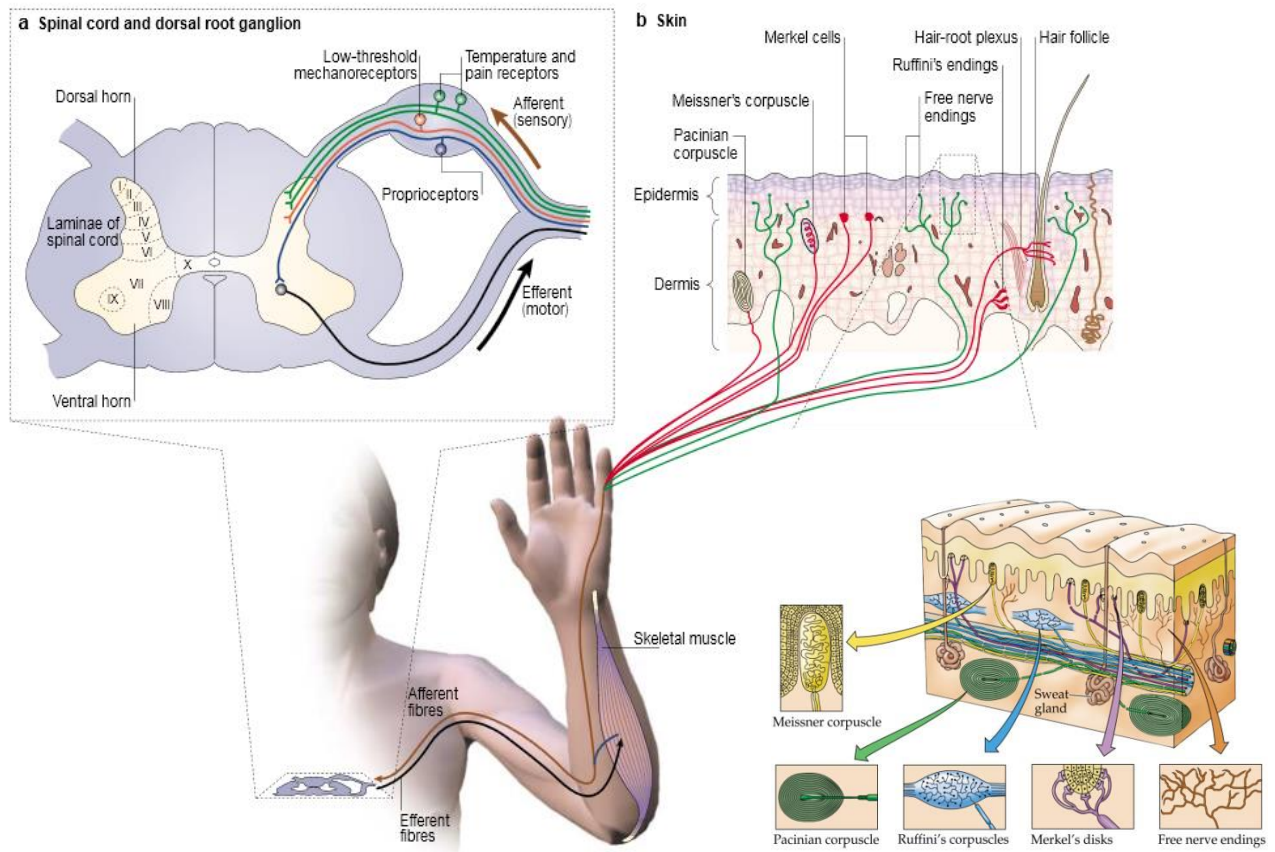 a Spinal cord and dorsal root ganglion
Low-threshold
mechanoreceptors
Temperature and
pain receptors
Dorsal horn
Afferent
(sensory)
Proprioceptors
I
II
III
IV
V
VI
VII
VIII
IX
X
Laminae of
spinal cord
Efferent
(motor)
Ventral horn
b Skin
Merkel cells
Hair-root plexus
Hair follicle
Ruffini's endings
Meissner's corpuscle
Free nerve
endings
Pacinian
corpuscle
Epidermis
Dermis
Skeletal muscle
Afferent
fibres
Efferent
fibres
Meissner corpuscle
Sweat
gland
Pacinian corpuscle
Ruffini's corpuscles
Merkel's disks
Free nerve endings